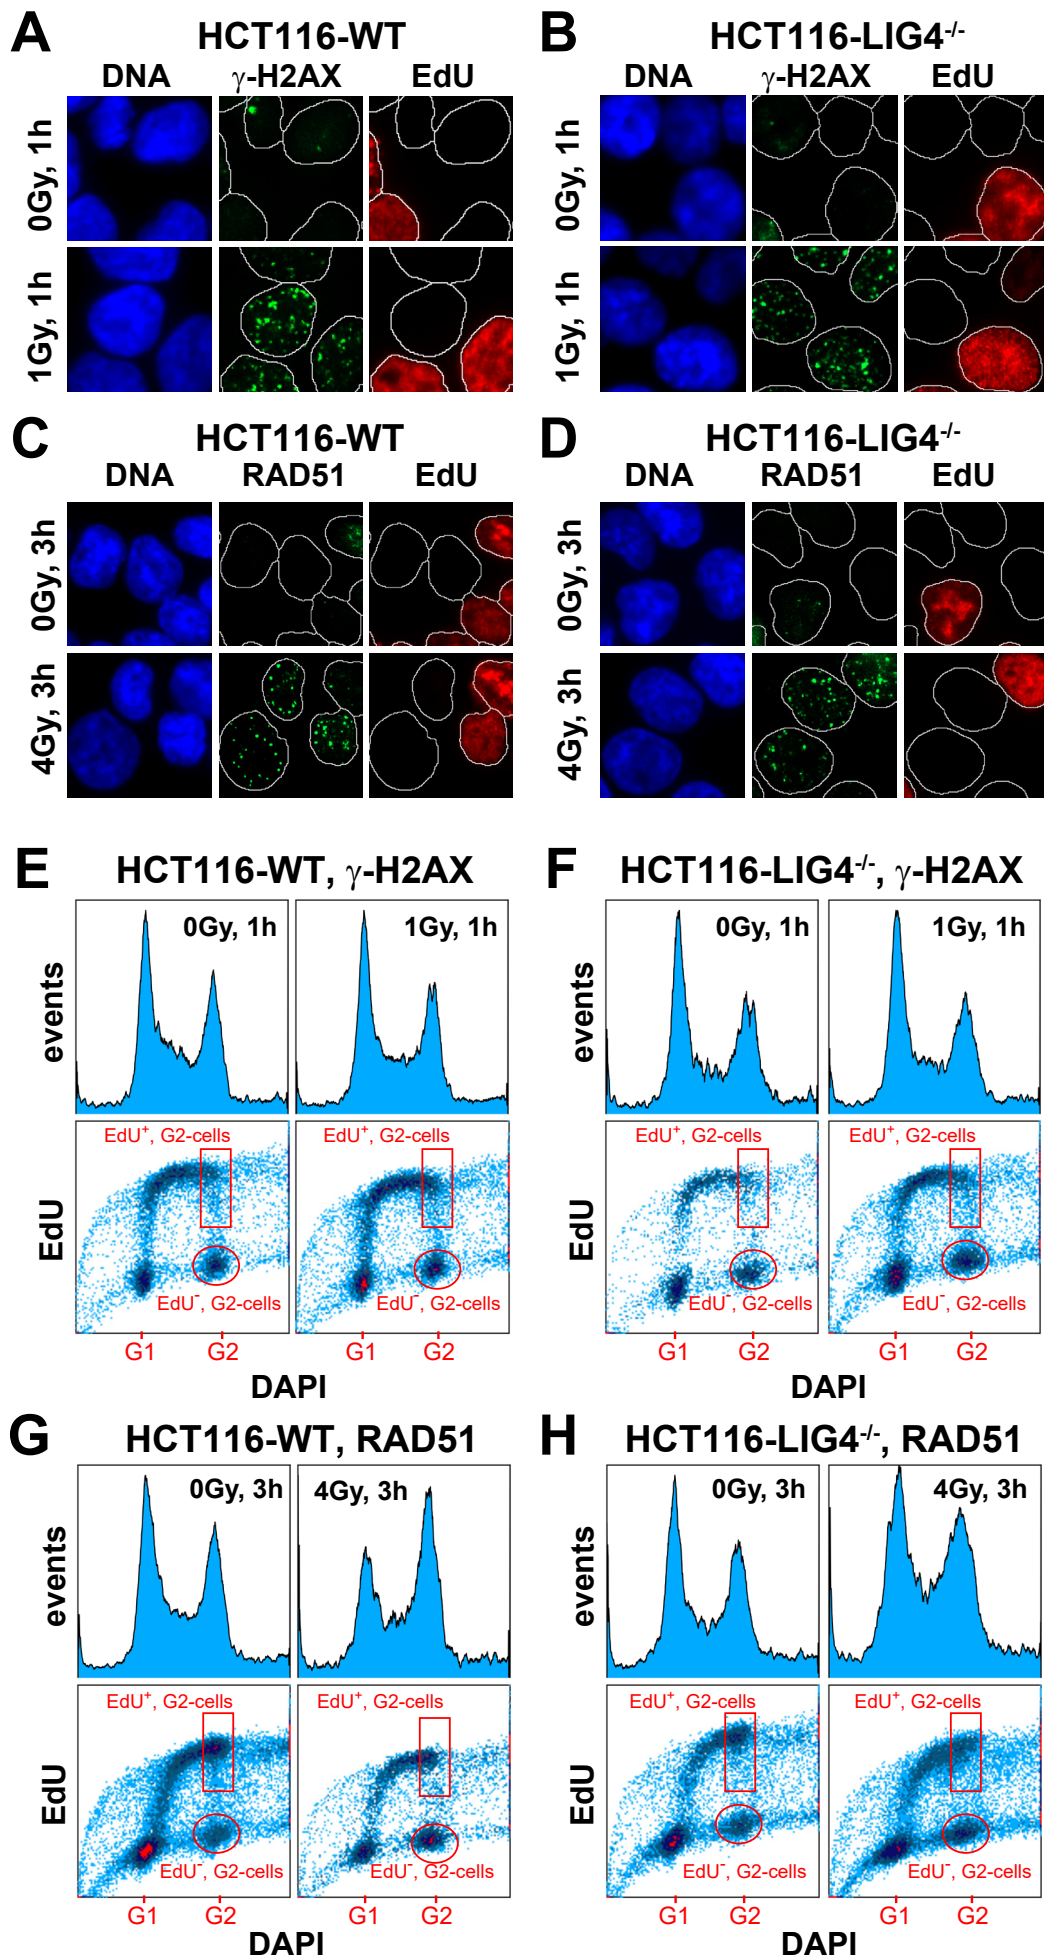 A HCT116-WT
DNA γ-H2AX EdU
0Gy, 1h
1Gy, 1h
B HCT116-LIG4-/-
DNA γ-H2AX EdU
0Gy, 1h
1Gy, 1h
C HCT116-WT
DNA RAD51 EdU
0Gy, 3h
4Gy, 3h
D HCT116-LIG4-/-
DNA RAD51 EdU
0Gy, 3h
4Gy, 3h
E HCT116-WT, γ-H2AX
events
0Gy, 1h
1Gy, 1h
EdU
EdU+, G2-cells
EdU+, G2-cells
EdU-, G2-cells
EdU-, G2-cells
G1 G2 G1 G2
DAPI
F HCT116-LIG4-/-, γ-H2AX
events
0Gy, 1h
1Gy, 1h
EdU
EdU+, G2-cells
EdU+, G2-cells
EdU-, G2-cells
EdU-, G2-cells
G1 G2 G1 G2
DAPI
G HCT116-WT, RAD51
events
0Gy, 3h
4Gy, 3h
EdU
EdU+, G2-cells
EdU+, G2-cells
EdU-, G2-cells
EdU-, G2-cells
G1 G2 G1 G2
DAPI
H HCT116-LIG4-/-, RAD51
events
0Gy, 3h
4Gy, 3h
EdU
EdU+, G2-cells
EdU+, G2-cells
EdU-, G2-cells
EdU-, G2-cells
G1 G2 G1 G2
DAPI